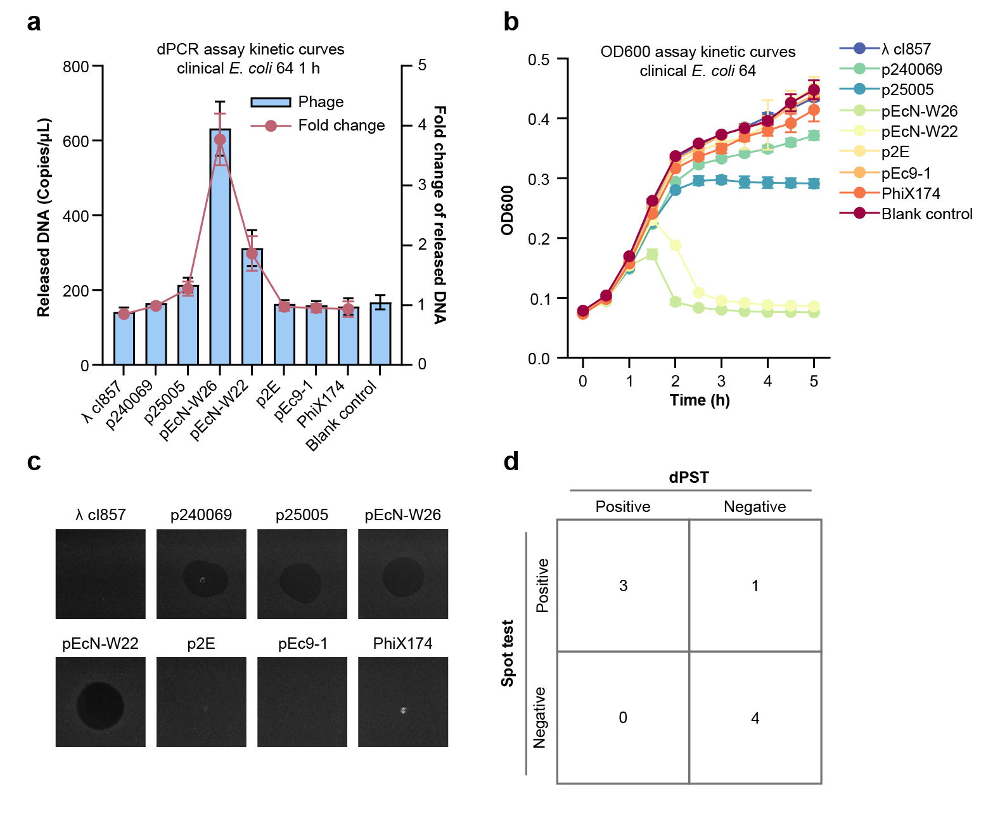 a
dPCR assay kinetic curves
clinical E. coli 64 1 h
Phage
Fold change
Released DNA (Copies/µL)
800
600
400
200
0
Fold change of released DNA
5
4
3
2
1
0
λ cI857
p240069
p25005
pEcN-W26
pEcN-W22
p2E
pEc9-1
PhiX174
Blank control
b
OD600 assay kinetic curves
clinical E. coli 64
OD600
0.5
0.4
0.3
0.2
0.1
0.0
0 1 2 3 4 5
Time (h)
λ cI857
p240069
p25005
pEcN-W26
pEcN-W22
p2E
pEc9-1
PhiX174
Blank control
c
λ cI857 p240069 p25005 pEcN-W26
pEcN-W22 p2E pEc9-1 PhiX174
d
dPST
Positive Negative
Spot test
Positive
3 1
Negative
0 4